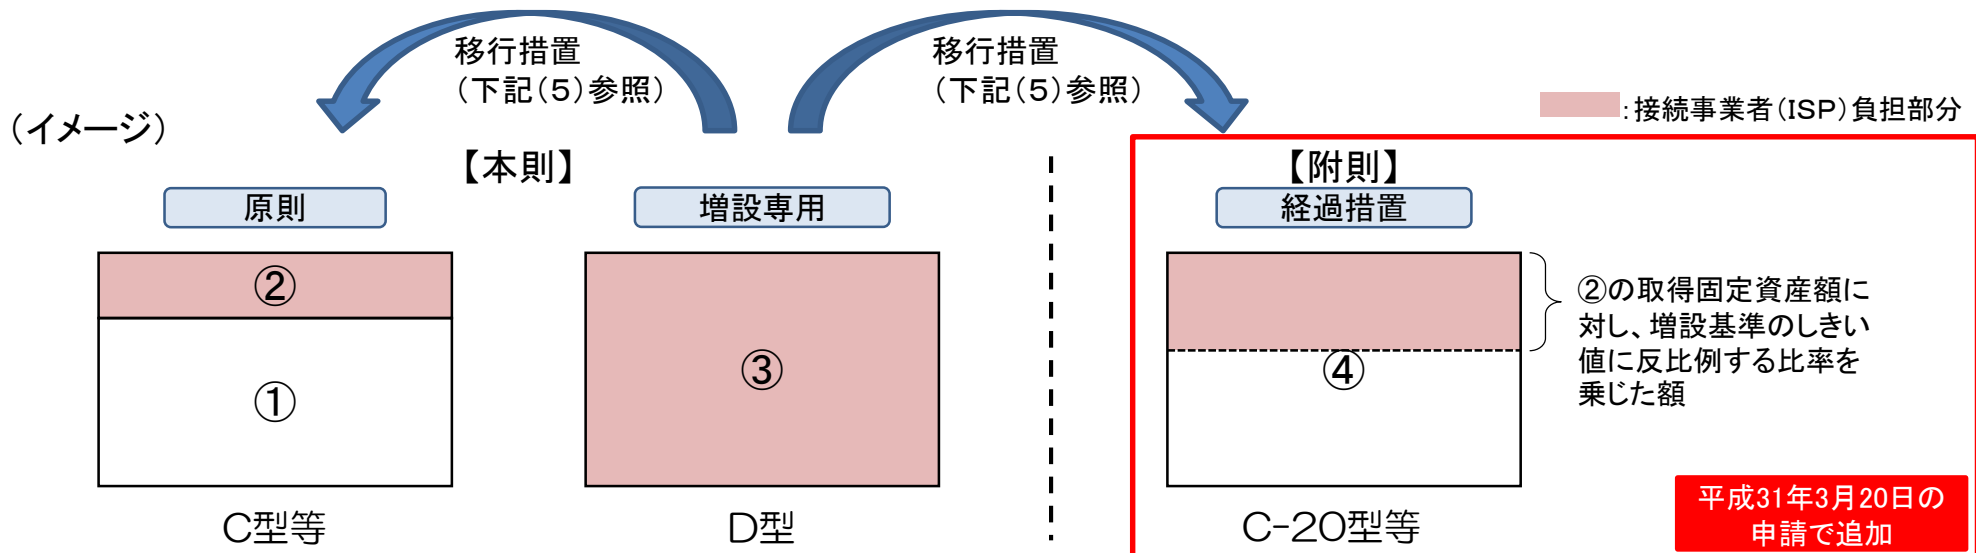 移行措置
（下記（5）参照）
移行措置
（下記（5）参照）
：接続事業者（ISP）負担部分
（イメージ）
【本則】
【附則】
原則
増設専用
経過措置
②
①
③
④
②の取得固定資産額に
対し、増設基準のしきい
値に反比例する比率を
乗じた額
C型等
D型
C-20型等
平成31年3月20日の
申請で追加